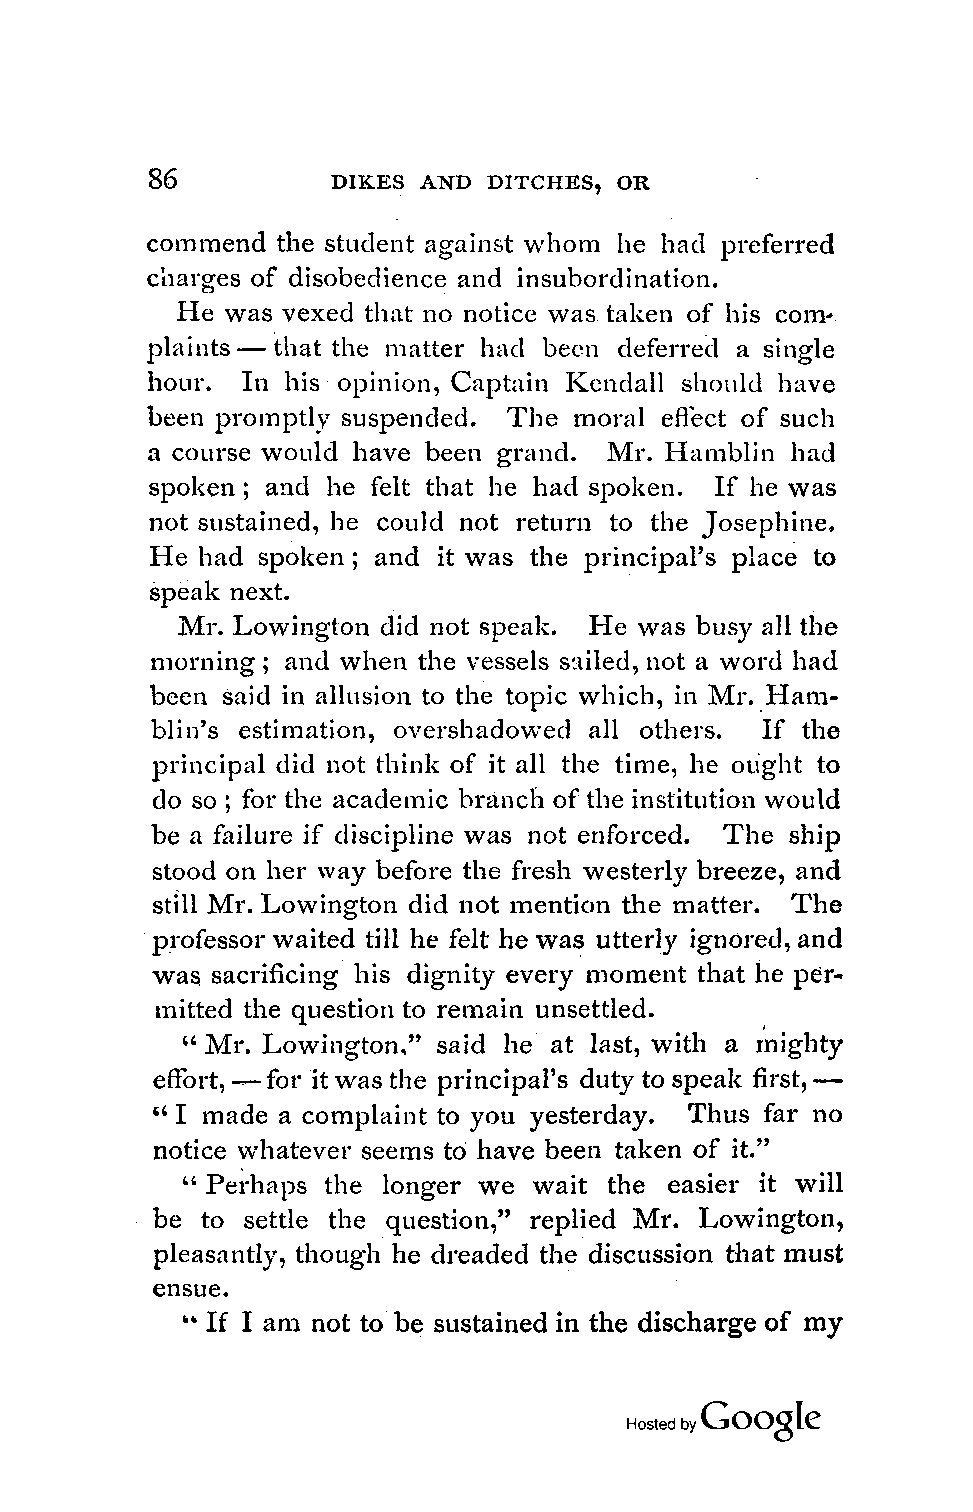 86 DIKES AND DITCHES, OR
commend the student against whom he had preferred
charges of disobedience and insubordination.
He was vexed that no notice was taken of his com-
plaints — that the matter had been deferred a single
hour. In his opinion, Captain Kendall should have
been promptly suspended. The moral effect of such
a course would have been grand. Mr. Hamblin had
spoken; and he felt that he had spoken. If he was
not sustained, he could not return to the Josephine.
He had spoken; and it was the principal's place to
speak next.
Mr. Lowington did not speak. He was busy all the
morning; and when the vessels sailed, not a word had
been said in allusion to the topic which, in Mr. Ham-
blin's estimation, overshadowed all others. If the
principal did not think of it all the time, he ought to
do so; for the academic branch of the institution would
be a failure if discipline was not enforced. The ship
stood on her way before the fresh westerly breeze, and
still Mr. Lowington did not mention the matter. The
professor waited till he felt he was utterly ignored, and
was sacrificing his dignity every moment that he per-
mitted the question to remain unsettled.
"Mr. Lowington," said he at last, with a mighty
effort, — for it was the principal's duty to speak first, —
"I made a complaint to you yesterday. Thus far no
notice whatever seems to have been taken of it."
"Perhaps the longer we wait the easier it will
be to settle the question," replied Mr. Lowington,
pleasantly, though he dreaded the discussion that must
ensue.
"If I am not to be sustained in the discharge of my
Hosted by Google